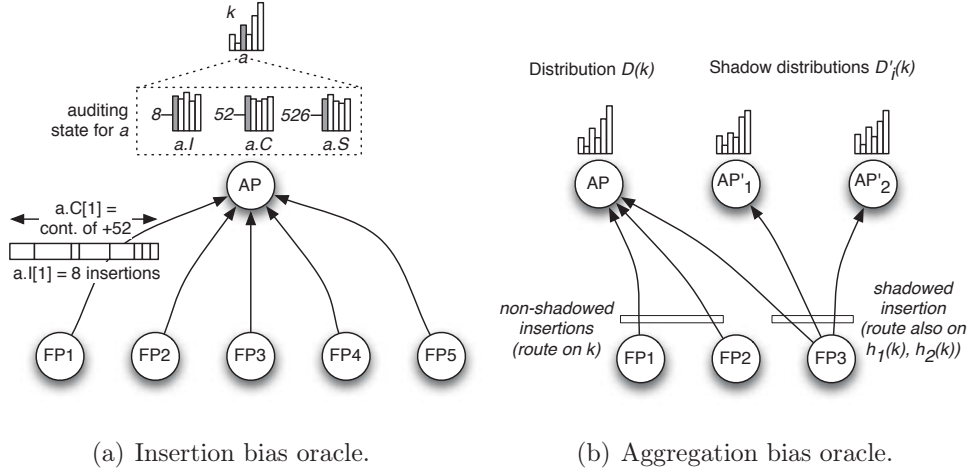 k
a
auditing
state for a
8
a.I
52
a.C
526
a.S
AP
a.C[1] =
cont. of +52
a.I[1] = 8 insertions
FP1
FP2
FP3
FP4
FP5
(a) Insertion bias oracle.
Distribution D(k)
Shadow distributions D'i(k)
AP
AP'1
AP'2
non-shadowed
insertions
(route on k)
shadowed
insertion
(route also on
h1(k), h2(k))
FP1
FP2
FP3
(b) Aggregation bias oracle.